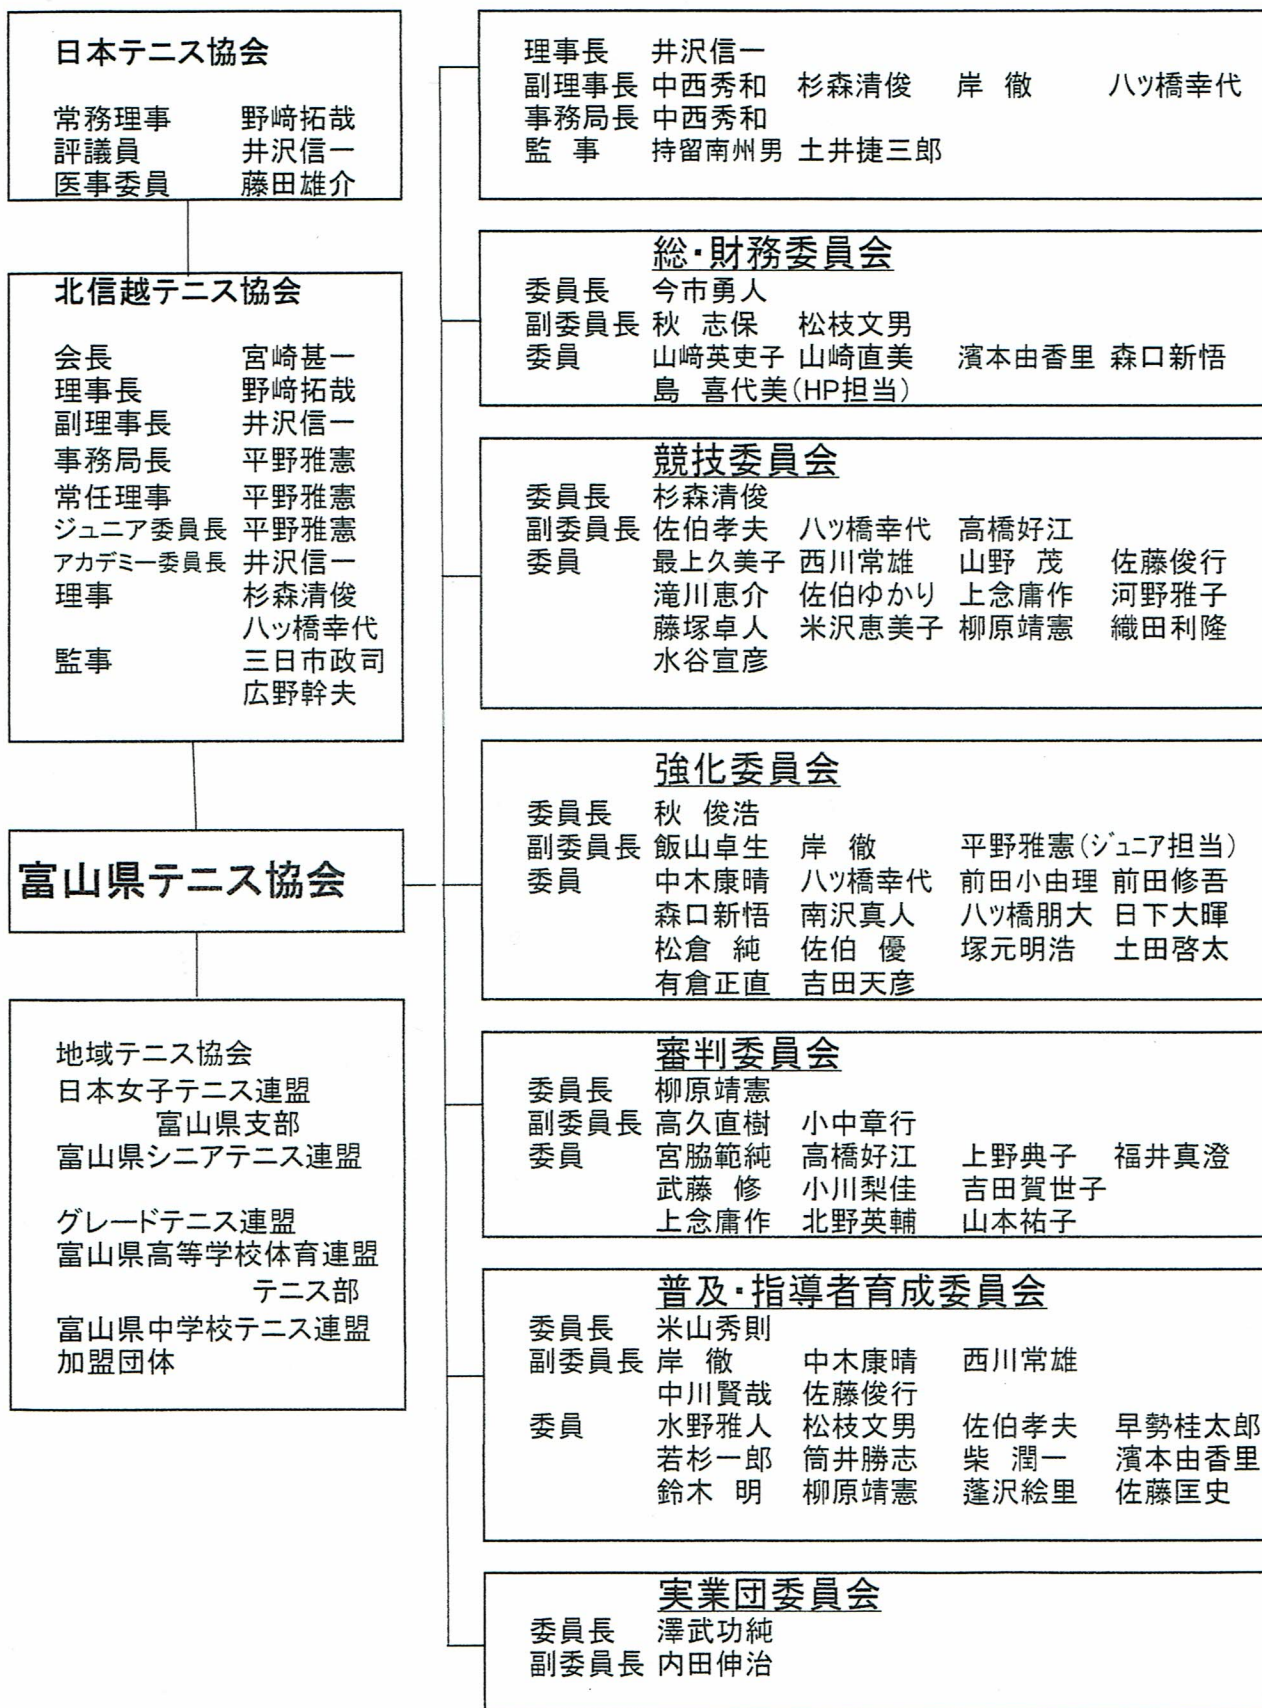 日本テニス協会
常務理事 野﨑拓哉
評議員 井沢信一
医事委員 藤田雄介
北信越テニス協会
会長 宮崎甚一
理事長 野﨑拓哉
副理事長 井沢信一
事務局長 平野雅憲
常任理事 平野雅憲
ジュニア委員長 平野雅憲
アカデミー委員長 井沢信一
理事 杉森清俊
八ッ橋幸代
監事 三日市政司
広野幹夫
富山県テニス協会
地域テニス協会
日本女子テニス連盟
富山県支部
富山県シニアテニス連盟
グレードテニス連盟
富山県高等学校体育連盟
テニス部
富山県中学校テニス連盟
加盟団体
理事長 井沢信一
副理事長 中西秀和 杉森清俊 岸 徹 八ッ橋幸代
事務局長 中西秀和
監 事 持留南州男 土井捷三郎
総・財務委員会
委員長 今市勇人
副委員長 秋 志保 松枝文男
委員 山﨑英吏子 山崎直美 濱本由香里 森口新悟
島 喜代美(HP担当)
競技委員会
委員長 杉森清俊
副委員長 佐伯孝夫 八ッ橋幸代 高橋好江
委員 最上久美子 西川常雄 山野 茂 佐藤俊行
滝川恵介 佐伯ゆかり 上念庸作 河野雅子
藤塚卓人 米沢恵美子 柳原靖憲 織田利隆
水谷宣彦
強化委員会
委員長 秋 俊浩
副委員長 飯山卓生 岸 徹 平野雅憲(ジュニア担当)
委員 中木康晴 八ッ橋幸代 前田小由理 前田修吾
森口新悟 南沢真人 八ッ橋朋大 日下大暉
松倉 純 佐伯 優 塚元明浩 土田啓太
有倉正直 吉田天彦
審判委員会
委員長 柳原靖憲
副委員長 高久直樹 小中章行
委員 宮脇範純 高橋好江 上野典子 福井真澄
武藤 修 小川梨佳 吉田賀世子
上念庸作 北野英輔 山本祐子
普及・指導者育成委員会
委員長 米山秀則
副委員長 岸 徹 中木康晴 西川常雄
中川賢哉 佐藤俊行
委員 水野雅人 松枝文男 佐伯孝夫 早勢桂太郎
若杉一郎 筒井勝志 柴 潤一 濱本由香里
鈴木 明 柳原靖憲 蓬沢絵里 佐藤匡史
実業団委員会
委員長 澤武功純
副委員長 内田伸治